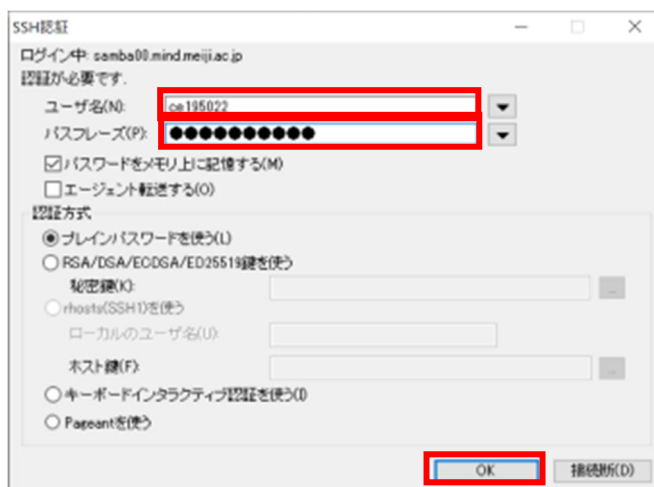 SSH認証
ログイン中: samba00.mind.meiji.ac.jp
認証が必要です.
ユーザ名(N): ce195022
パスフレーズ(P): ●●●●●●●●●●
パスワードをメモリ上に記憶する(M)
エージェント転送する(O)
認証方式
プレインパスワードを使う(L)
RSA/DSA/ECDSA/ED25519鍵を使う
秘密鍵(K):
...
rhosts(SSH1)を使う
ローカルのユーザ名(U):
ホスト鍵(F):
...
キーボードインタラクティブ認証を使う(I)
Pageantを使う
OK 接続断(D)